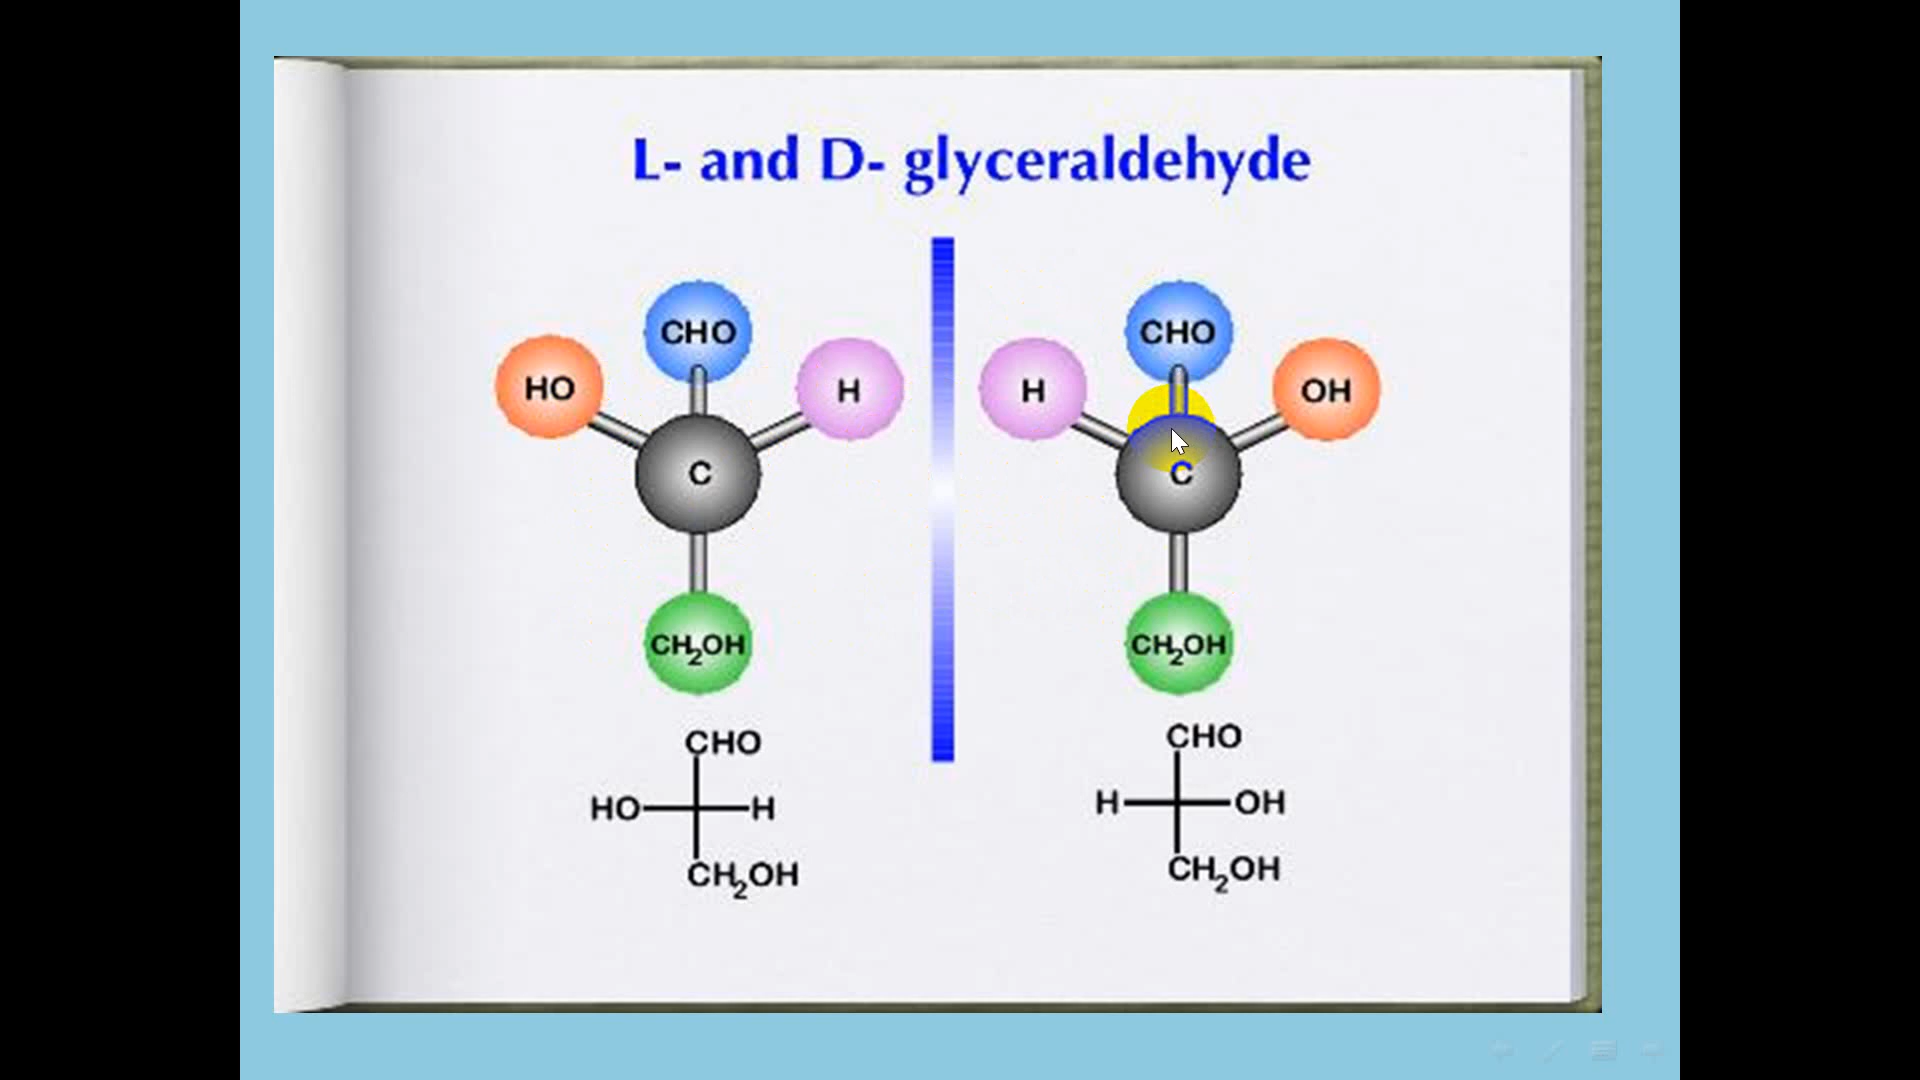 L- and D- glyceraldehyde
CHO
HO
H
C
CH₂OH
CHO
H
OH
C
CH₂OH
CHO
HO H
CH₂OH
CHO
H OH
CH₂OH